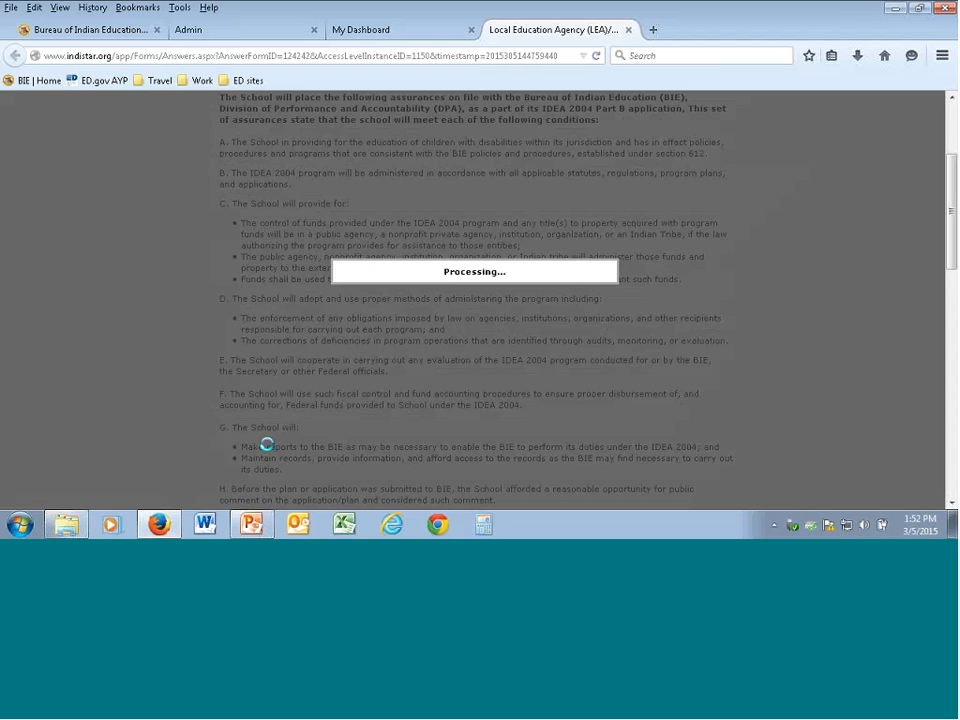 File Edit View History Bookmarks Tools Help
Bureau of Indian Education... × Admin × My Dashboard × Local Education Agency (LEA)/... × +
www.indistar.org/app/Forms/Answers.aspx?AnswerFormID=124242&AccessLevelInstanceID=1150&timestamp=2015305144759440 Search
BIE | Home ED.gov AYP Travel Work ED sites
The School will place the following assurances on file with the Bureau of Indian Education (BIE),
Division of Performance and Accountability (DPA), as a part of its IDEA 2004 Part B application, This set
of assurances state that the school will meet each of the following conditions:
A. The School in providing for the education of children with disabilities within its jurisdiction and has in effect policies,
procedures and programs that are consistent with the BIE policies and procedures, established under section 612.
B. The IDEA 2004 program will be administered in accordance with all applicable statutes, regulations, program plans,
and applications.
C. The School will provide for:
• The control of funds provided under the IDEA 2004 program and any title(s) to property acquired with program
funds will be in a public agency, a nonprofit private agency, institution, organization, or an Indian Tribe, if the law
authorizing the program provides for assistance to those entities;
• The public agency, nonprofit agency, institution, organization, or Indian tribe will administer those funds and
property to the exter
Processing...
• Funds shall be used t nt such funds.
D. The School will adopt and use proper methods of administering the program including:
• The enforcement of any obligations imposed by law on agencies, institutions, organizations, and other recipients
responsible for carrying out each program; and
• The corrections of deficiencies in program operations that are identified through audits, monitoring, or evaluation.
E. The School will cooperate in carrying out any evaluation of the IDEA 2004 program conducted for or by the BIE,
the Secretary or other Federal officials.
F. The School will use such fiscal control and fund accounting procedures to ensure proper disbursement of, and
accounting for, Federal funds provided to School under the IDEA 2004.
G. The School will:
• Make reports to the BIE as may be necessary to enable the BIE to perform its duties under the IDEA 2004; and
• Maintain records, provide information, and afford access to the records as the BIE may find necessary to carry out
its duties.
H. Before the plan or application was submitted to BIE, the School afforded a reasonable opportunity for public
comment on the application/plan and considered such comment.
1:52 PM
3/5/2015